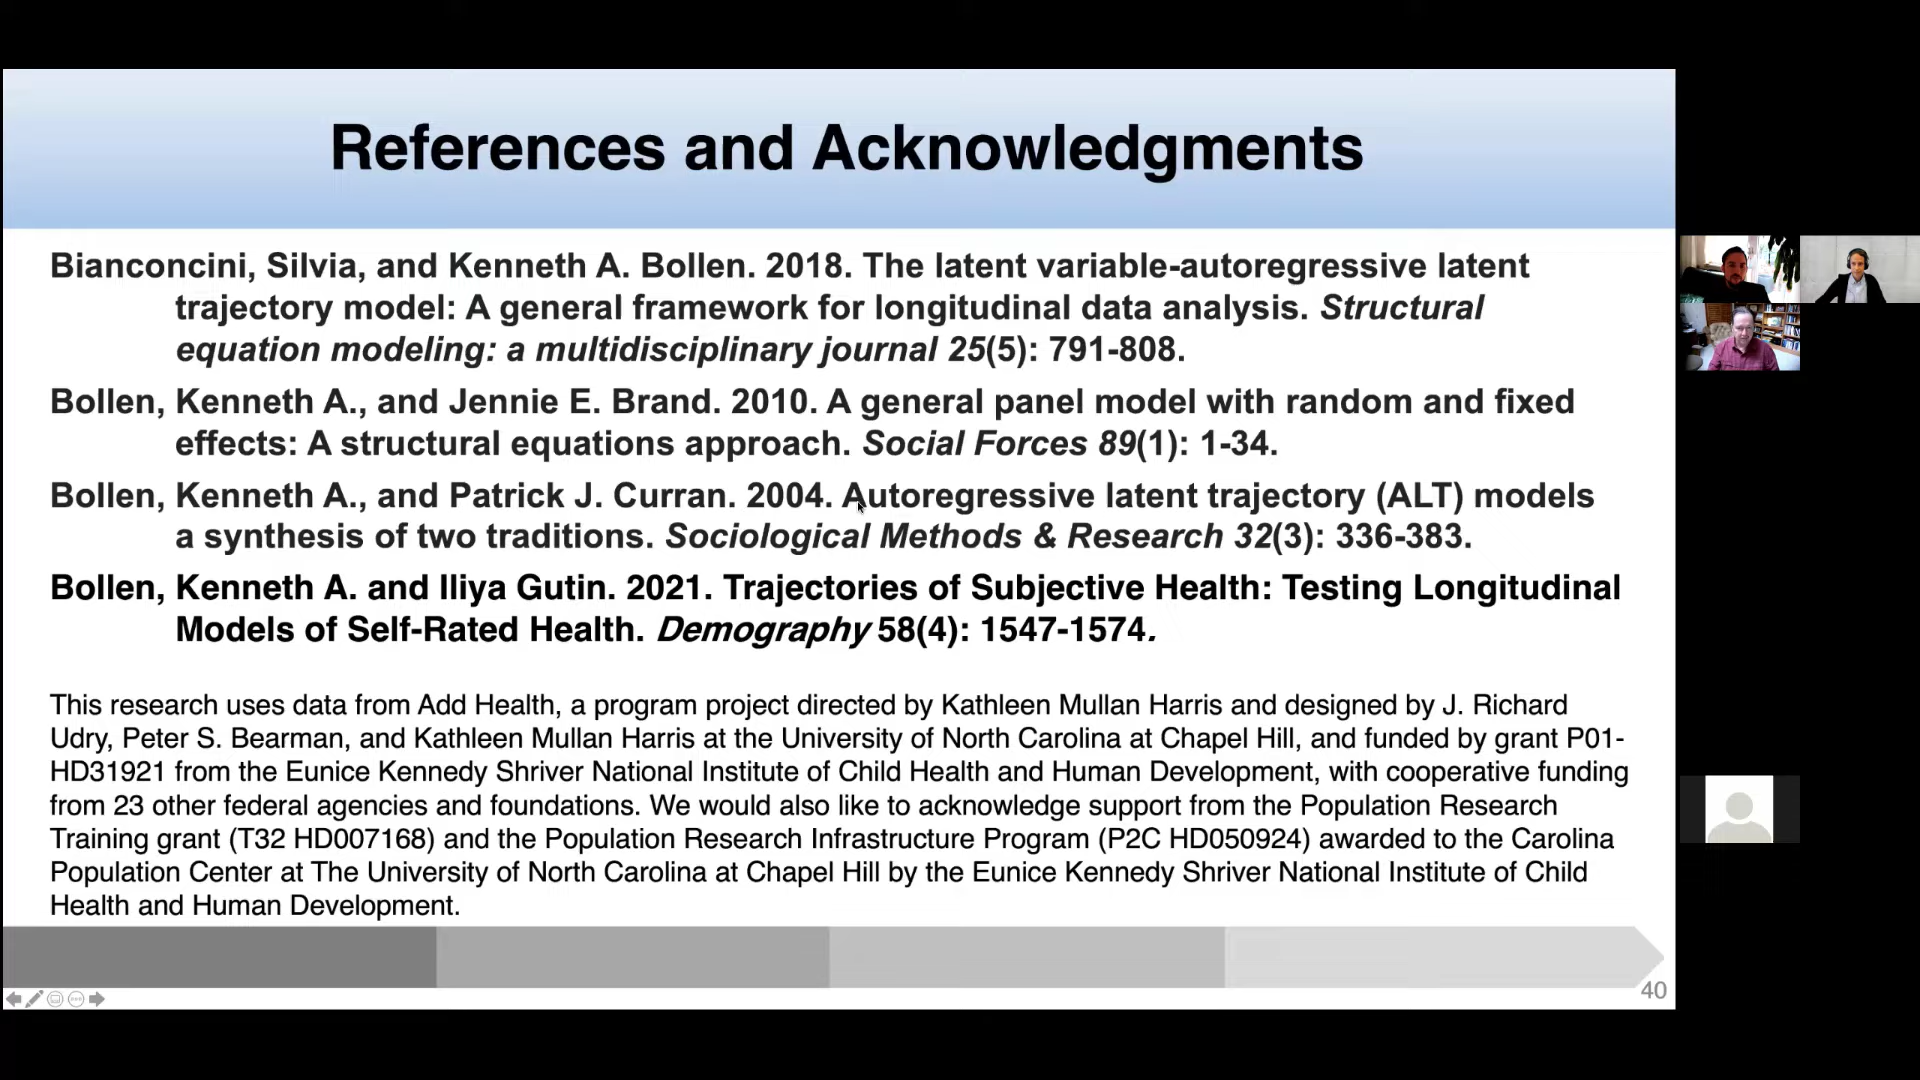 References and Acknowledgments
Bianconcini, Silvia, and Kenneth A. Bollen. 2018. The latent variable-autoregressive latent
trajectory model: A general framework for longitudinal data analysis. Structural
equation modeling: a multidisciplinary journal 25(5): 791-808.
Bollen, Kenneth A., and Jennie E. Brand. 2010. A general panel model with random and fixed
effects: A structural equations approach. Social Forces 89(1): 1-34.
Bollen, Kenneth A., and Patrick J. Curran. 2004. Autoregressive latent trajectory (ALT) models
a synthesis of two traditions. Sociological Methods & Research 32(3): 336-383.
Bollen, Kenneth A. and Iliya Gutin. 2021. Trajectories of Subjective Health: Testing Longitudinal
Models of Self-Rated Health. Demography 58(4): 1547-1574.
This research uses data from Add Health, a program project directed by Kathleen Mullan Harris and designed by J. Richard
Udry, Peter S. Bearman, and Kathleen Mullan Harris at the University of North Carolina at Chapel Hill, and funded by grant P01-
HD31921 from the Eunice Kennedy Shriver National Institute of Child Health and Human Development, with cooperative funding
from 23 other federal agencies and foundations. We would also like to acknowledge support from the Population Research
Training grant (T32 HD007168) and the Population Research Infrastructure Program (P2C HD050924) awarded to the Carolina
Population Center at The University of North Carolina at Chapel Hill by the Eunice Kennedy Shriver National Institute of Child
Health and Human Development.
40